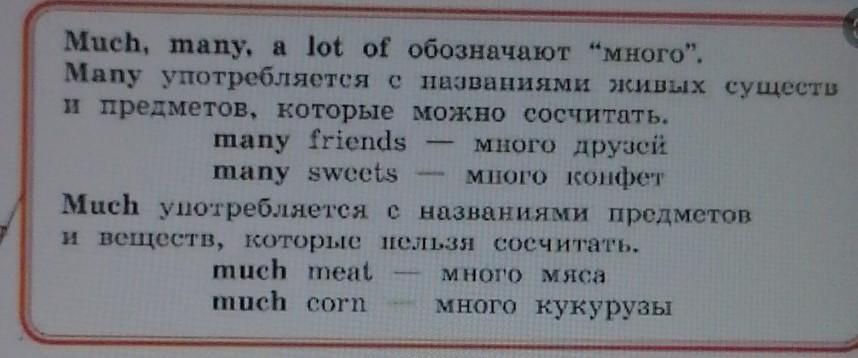 Much, many, a lot of обозначают “много”.
Many употребляется с названиями живых существ
и предметов, которые можно сосчитать.
many friends — много друзей
many sweets — много конфет
Much употребляется с названиями предметов
и веществ, которые нельзя сосчитать.
much meat — много мяса
much corn — много кукурузы